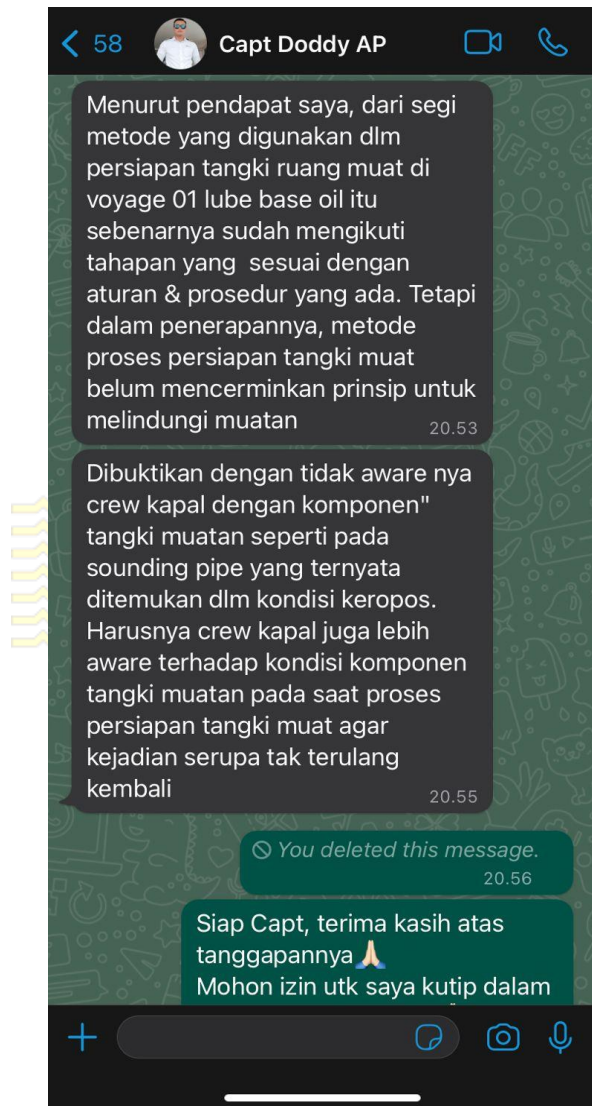 58
Capt Doddy AP
Menurut pendapat saya, dari segi
metode yang digunakan dlm
persiapan tangki ruang muat di
voyage 01 lube base oil itu
sebenarnya sudah mengikuti
tahapan yang  sesuai dengan
aturan & prosedur yang ada. Tetapi
dalam penerapannya, metode
proses persiapan tangki muat
belum mencerminkan prinsip untuk
melindungi muatan
20.53
Dibuktikan dengan tidak aware nya
crew kapal dengan komponen"
tangki muatan seperti pada
sounding pipe yang ternyata
ditemukan dlm kondisi keropos.
Harusnya crew kapal juga lebih
aware terhadap kondisi komponen
tangki muatan pada saat proses
persiapan tangki muat agar
kejadian serupa tak terulang
kembali
20.55
You deleted this message.
20.56
Siap Capt, terima kasih atas
tanggapannya🙏🏻
Mohon izin utk saya kutip dalam